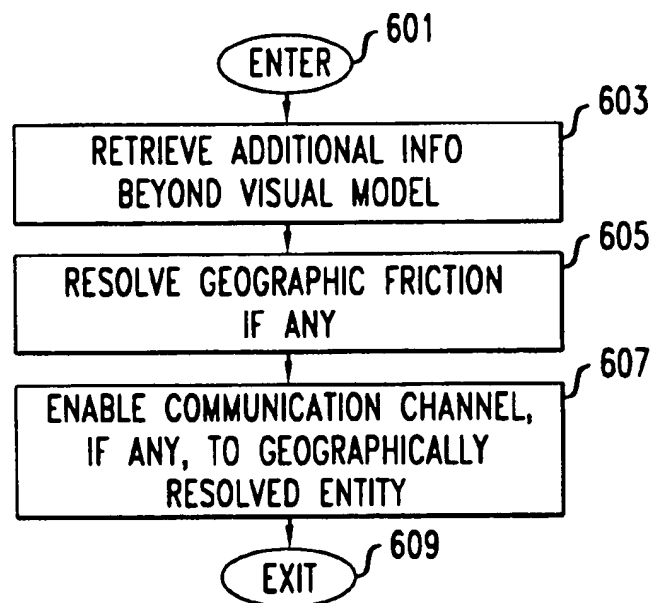 601
ENTER
603
RETRIEVE ADDITIONAL INFO
BEYOND VISUAL MODEL
605
RESOLVE GEOGRAPHIC FRICTION
IF ANY
607
ENABLE COMMUNICATION CHANNEL,
IF ANY, TO GEOGRAPHICALLY
RESOLVED ENTITY
609
EXIT